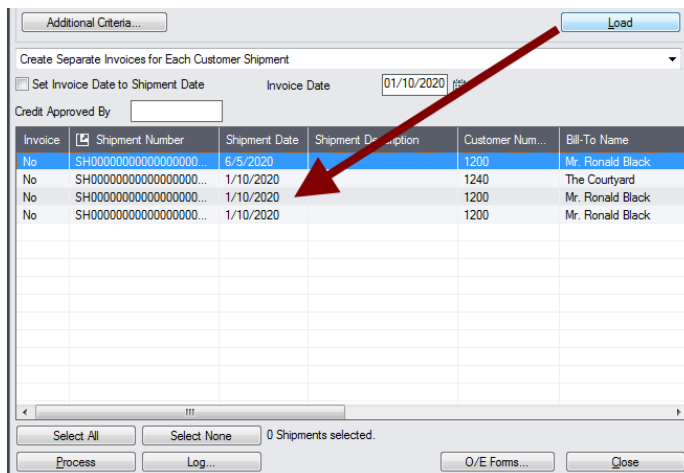 Additional Criteria... Load
Create Separate Invoices for Each Customer Shipment
Set Invoice Date to Shipment Date Invoice Date 01/10/2020
Credit Approved By
Invoice Shipment Number Shipment Date Shipment Description Customer Num... Bill-To Name
No SH00000000000000000... 6/5/2020 1200 Mr. Ronald Black
No SH00000000000000000... 1/10/2020 1240 The Courtyard
No SH00000000000000000... 1/10/2020 1200 Mr. Ronald Black
No SH00000000000000000... 1/10/2020 1200 Mr. Ronald Black
Select All Select None 0 Shipments selected.
Process Log... O/E Forms... Close